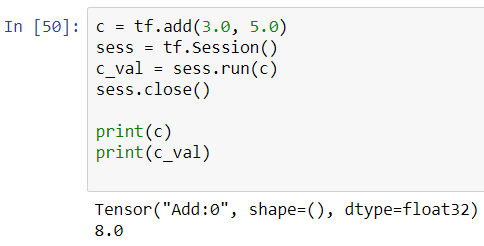 In [50]: c = tf.add(3.0, 5.0)
sess = tf.Session()
c_val = sess.run(c)
sess.close()
print(c)
print(c_val)
Tensor("Add:0", shape=(), dtype=float32)
8.0